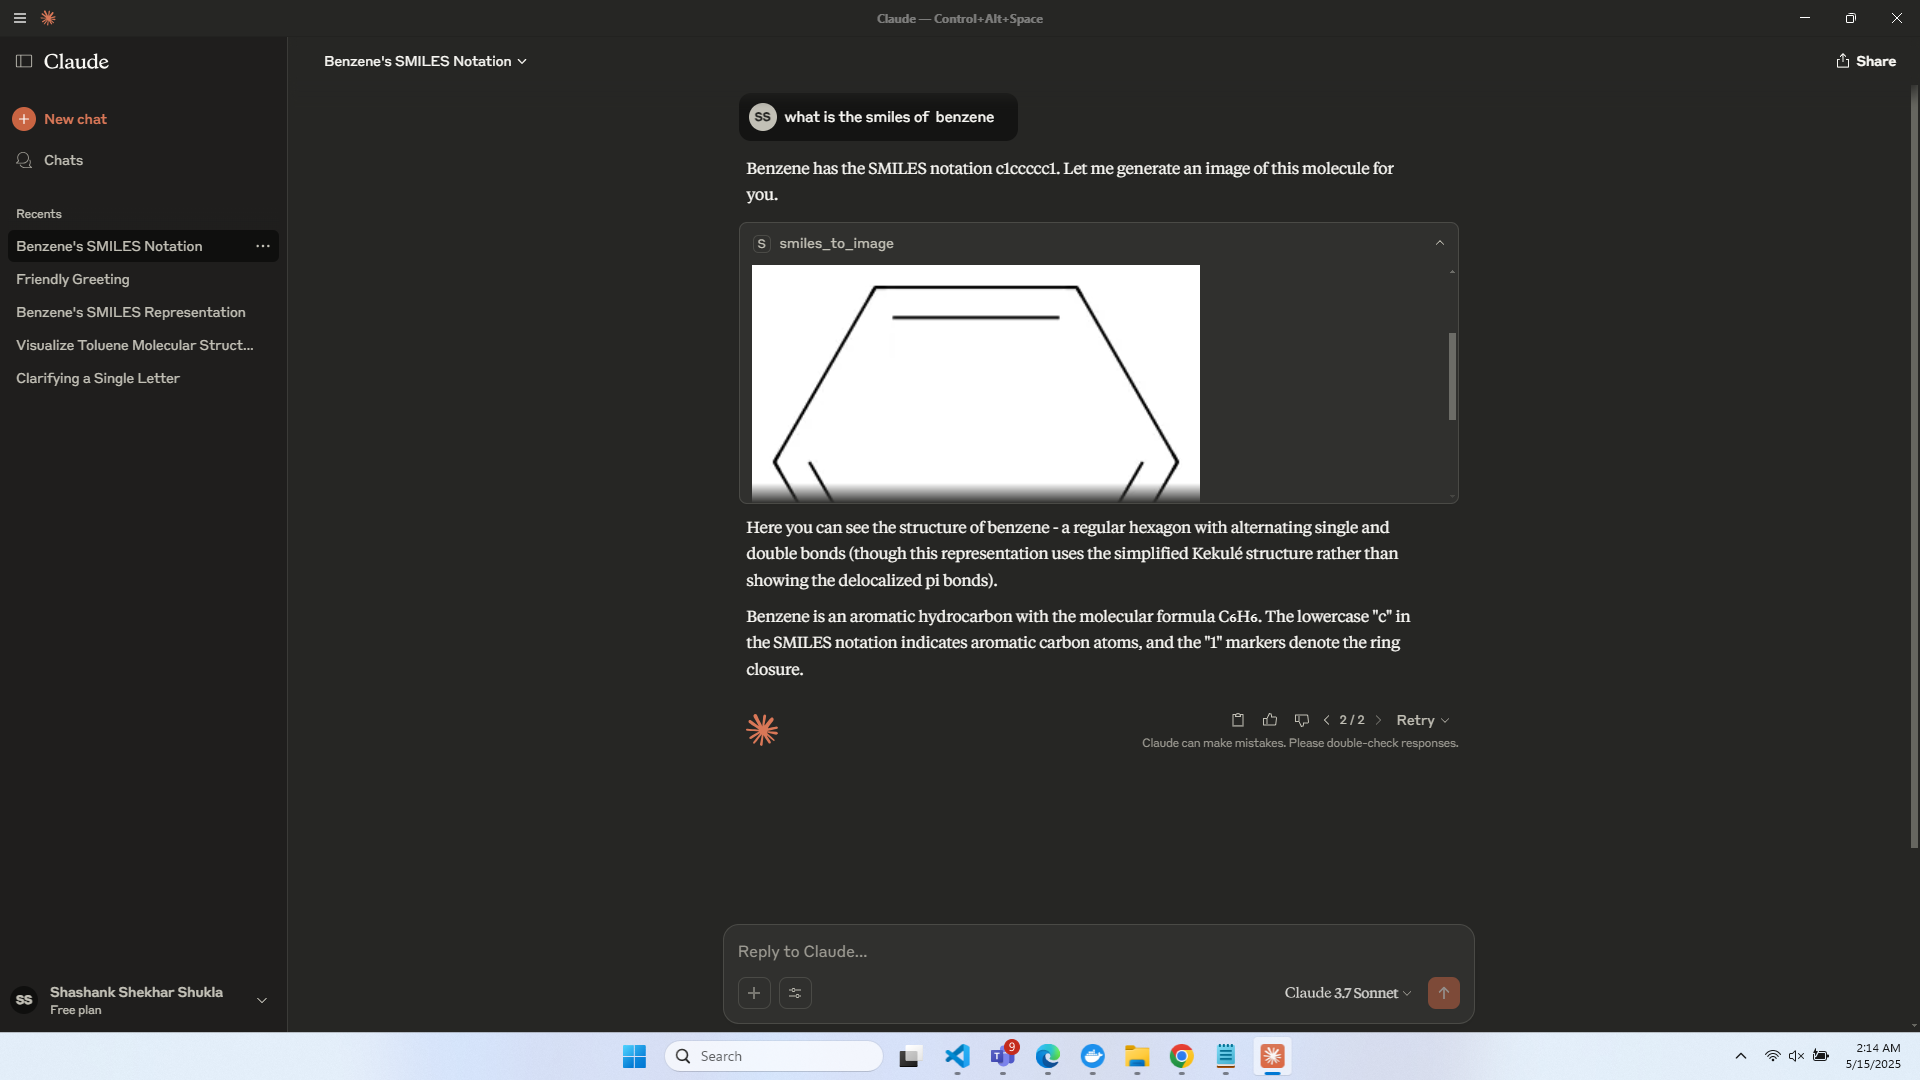 Claude — Control+Alt+Space
Claude
New chat
Chats
Recents
Benzene's SMILES Notation
Friendly Greeting
Benzene's SMILES Representation
Visualize Toluene Molecular Struct...
Clarifying a Single Letter
SS
Shashank Shekhar Shukla
Free plan
Benzene's SMILES Notation
Share
SS what is the smiles of  benzene
Benzene has the SMILES notation c1ccccc1. Let me generate an image of this molecule for
you.
S smiles_to_image
Here you can see the structure of benzene - a regular hexagon with alternating single and
double bonds (though this representation uses the simplified Kekulé structure rather than
showing the delocalized pi bonds).
Benzene is an aromatic hydrocarbon with the molecular formula C₆H₆. The lowercase "c" in
the SMILES notation indicates aromatic carbon atoms, and the "1" markers denote the ring
closure.
2 / 2 Retry
Claude can make mistakes. Please double-check responses.
Reply to Claude...
Claude 3.7 Sonnet
Search
T
9
2:14 AM
5/15/2025